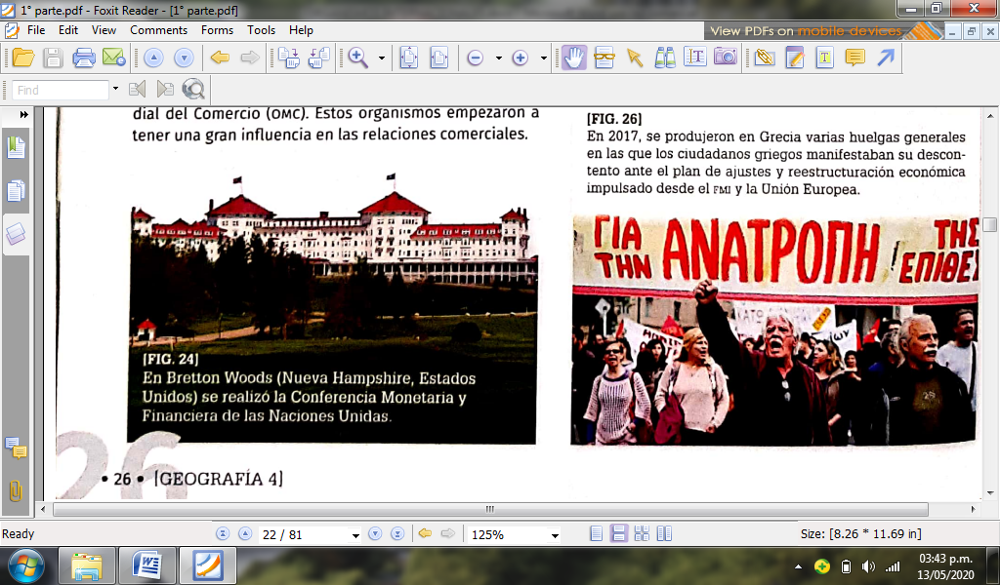 1° parte.pdf - Foxit Reader - [1° parte.pdf]
File Edit View Comments Forms Tools Help
View PDFs on mobile devices
Find
dial del Comercio (OMC). Estos organismos empezaron a
tener una gran influencia en las relaciones comerciales.
[FIG. 24]
En Bretton Woods (Nueva Hampshire, Estados
Unidos) se realizó la Conferencia Monetaria y
Financiera de las Naciones Unidas.
26
• 26 • [GEOGRAFÍA 4]
[FIG. 26]
En 2017, se produjeron en Grecia varias huelgas generales
en las que los ciudadanos griegos manifestaban su descon-
tento ante el plan de ajustes y reestructuración económica
impulsado desde el FMI y la Unión Europea.
ΓΙΑ ΤΗΝ ΑΝΑΤΡΟΠΗ ΤΗΣ ΕΠΙΘΕΣ
Ready
22 / 81
125%
Size: [8.26 * 11.69 in]
03:43 p.m.
13/05/2020